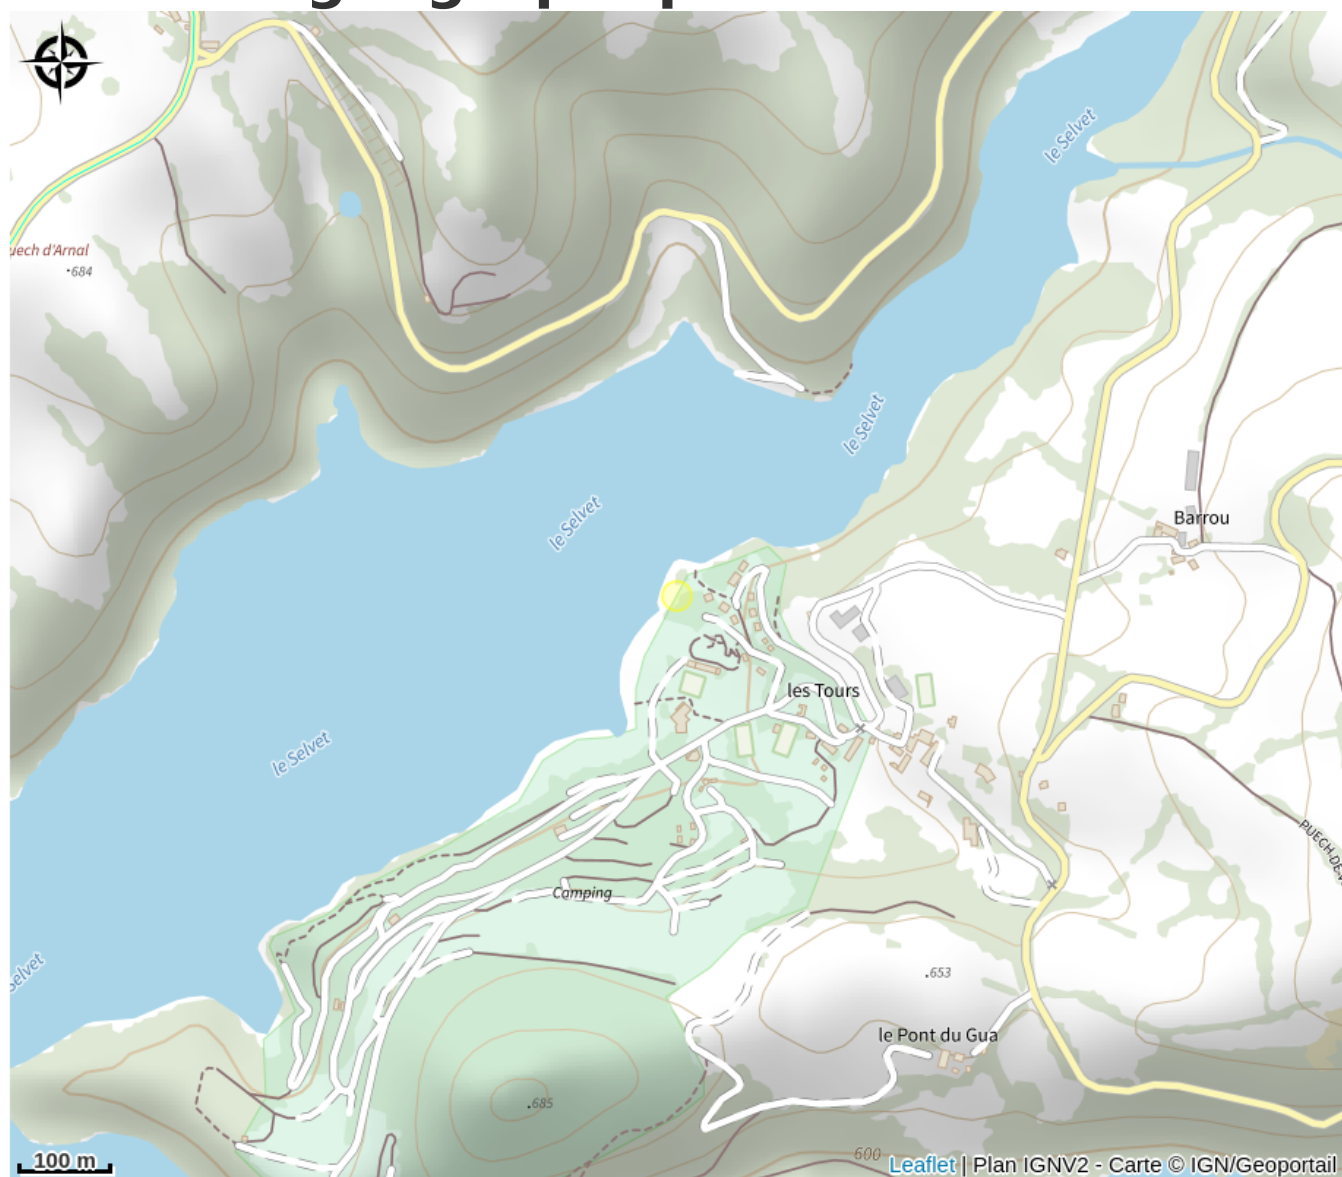 le Selvet
uech d'Arnal
684
le Selvet
le Selvet
Barrou
les Tours
le Selvet
PUECH-DE-
Camping
Selvet
653
le Pont du Gua
685
600
100 m
Leaflet | Plan IGNV2 - Carte © IGN/Geoportail